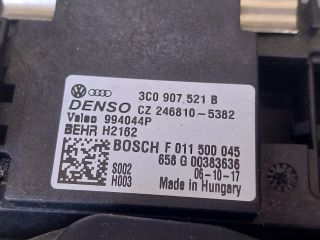 3C0 907 521 B
DENSO CZ 246810-5382
Valeo 994044P
BEHR H2162
BOSCH F 011 500 045
658 G 00383636
S002 06-10-17
H003 Made in Hungary